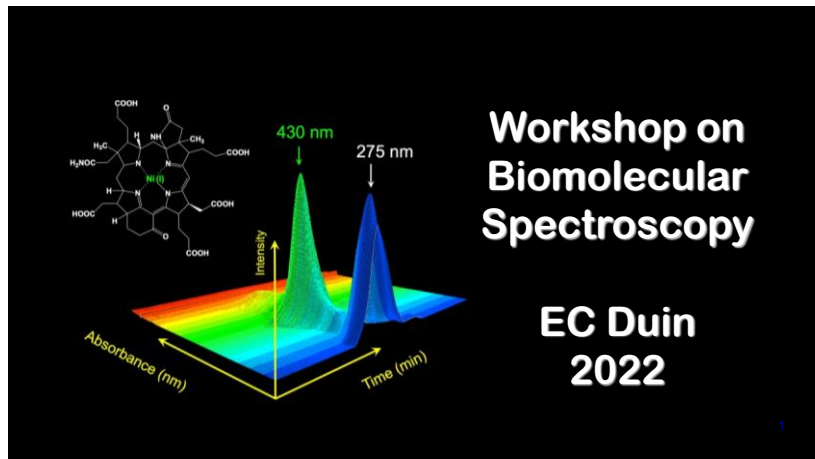 Workshop on
Biomolecular
Spectroscopy
EC Duin
2022
430 nm
275 nm
Intensity
Absorbance (nm)
Time (min)
COOH
O
NH
CH₃
H
H₃C
COOH
H₂NOC
N
N
Ni(I)
H
N
N
COOH
HOOC
H
O
COOH
1